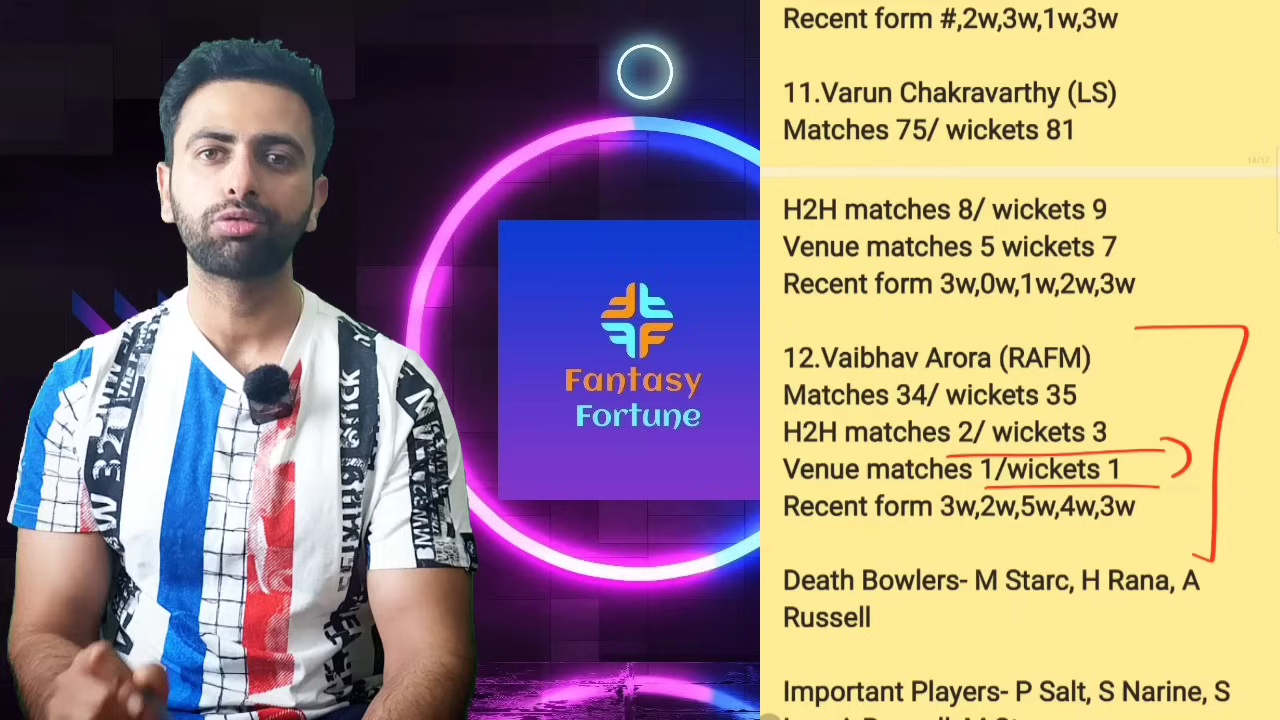 Recent form #,2w,3w,1w,3w
11.Varun Chakravarthy (LS)
Matches 75/ wickets 81
14/17
H2H matches 8/ wickets 9
Venue matches 5 wickets 7
Recent form 3w,0w,1w,2w,3w
12.Vaibhav Arora (RAFM)
Matches 34/ wickets 35
H2H matches 2/ wickets 3
Venue matches 1/wickets 1
Recent form 3w,2w,5w,4w,3w
Death Bowlers- M Starc, H Rana, A
Russell
Important Players- P Salt, S Narine, S
Fantasy
Fortune